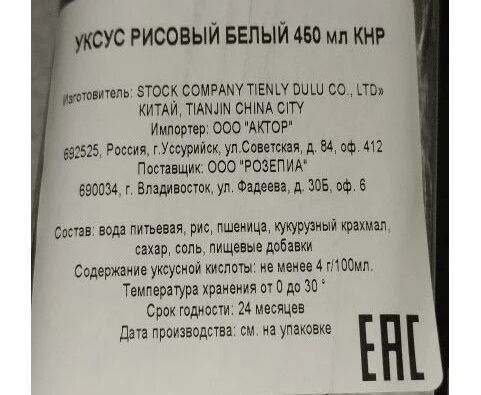 УКСУС РИСОВЫЙ БЕЛЫЙ 450 мл КНР
Изготовитель: STOCK COMPANY TIENLY DULU CO., LTD»
КИТАЙ, TIANJIN CHINA CITY
Импортер: ООО "АКТОР"
692525, Россия, г.Уссурийск, ул.Советская, д. 84, оф. 412
Поставщик: ООО "РОЗЕПИА"
690034, г. Владивосток, ул. Фадеева, д. 30Б, оф. 6
Состав: вода питьевая, рис, пшеница, кукурузный крахмал,
сахар, соль, пищевые добавки
Содержание уксусной кислоты: не менее 4 г/100мл.
Температура хранения от 0 до 30 °
Срок годности: 24 месяцев
Дата производства: см. на упаковке
EAC